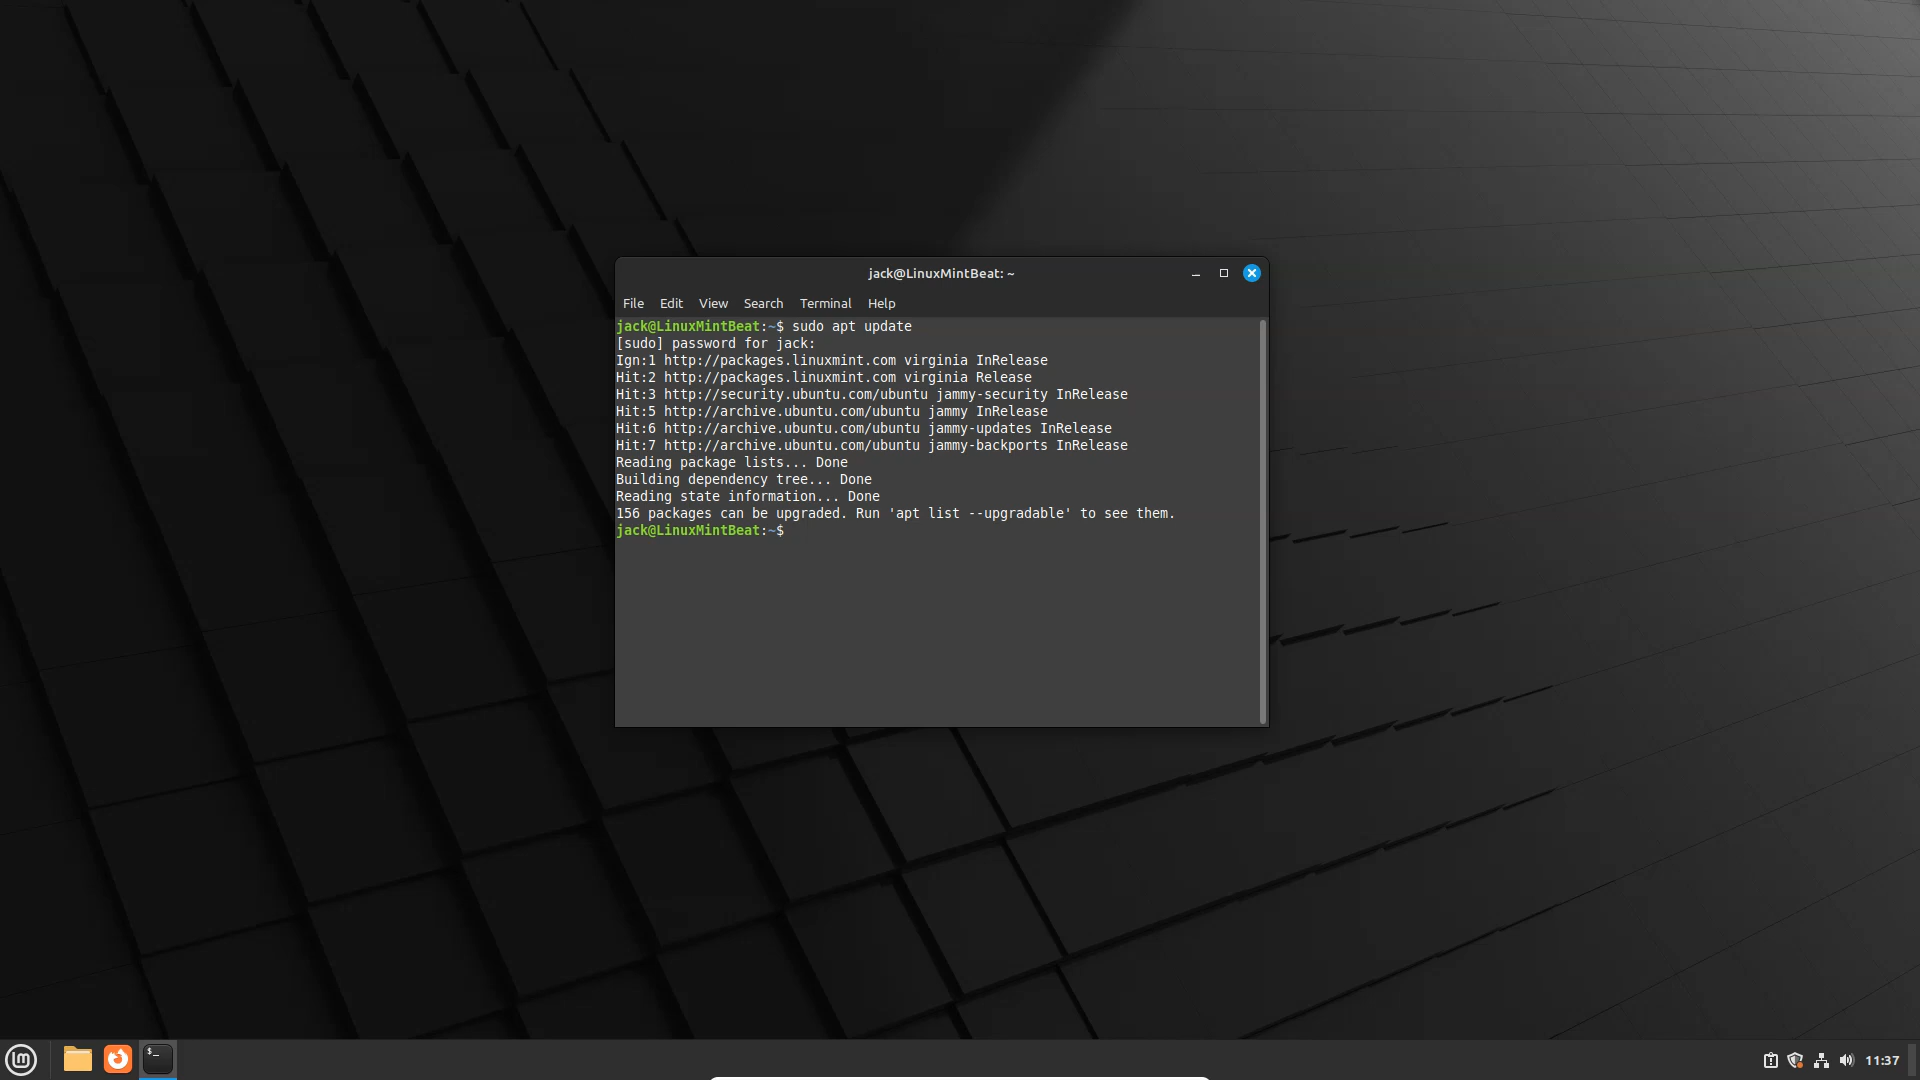 jack@LinuxMintBeat: ~
File Edit View Search Terminal Help
jack@LinuxMintBeat:~$ sudo apt update
[sudo] password for jack:
Ign:1 http://packages.linuxmint.com virginia InRelease
Hit:2 http://packages.linuxmint.com virginia Release
Hit:3 http://security.ubuntu.com/ubuntu jammy-security InRelease
Hit:5 http://archive.ubuntu.com/ubuntu jammy InRelease
Hit:6 http://archive.ubuntu.com/ubuntu jammy-updates InRelease
Hit:7 http://archive.ubuntu.com/ubuntu jammy-backports InRelease
Reading package lists... Done
Building dependency tree... Done
Reading state information... Done
156 packages can be upgraded. Run 'apt list --upgradable' to see them.
jack@LinuxMintBeat:~$
lm $_ 11:37